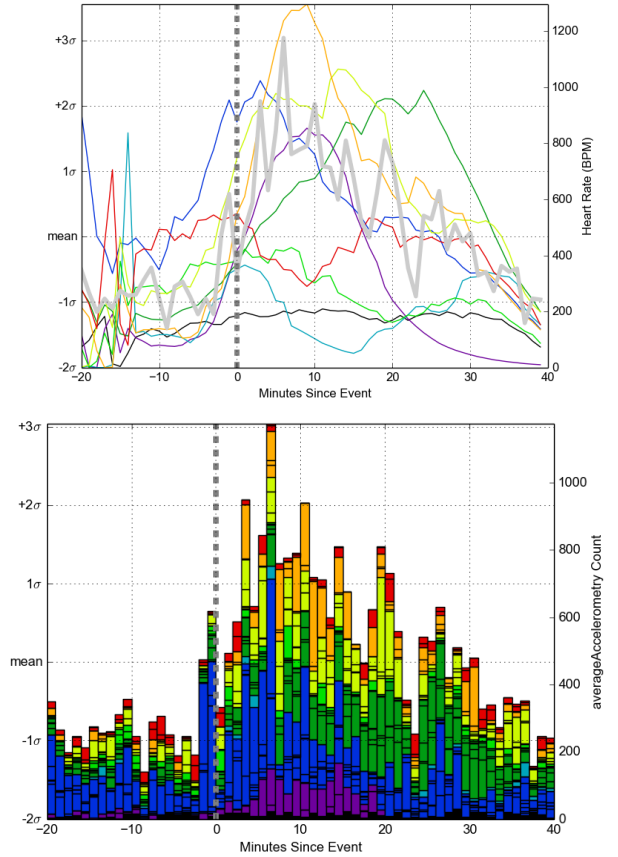 +3σ
+2σ
1σ
mean
-1σ
-2σ
1200
1000
800
600
400
200
0
Heart Rate (BPM)
−20
−10
0
10
20
30
40
Minutes Since Event
+3σ
+2σ
1σ
mean
-1σ
-2σ
1000
800
600
400
200
0
averageAccelerometry Count
−20
−10
0
10
20
30
40
Minutes Since Event